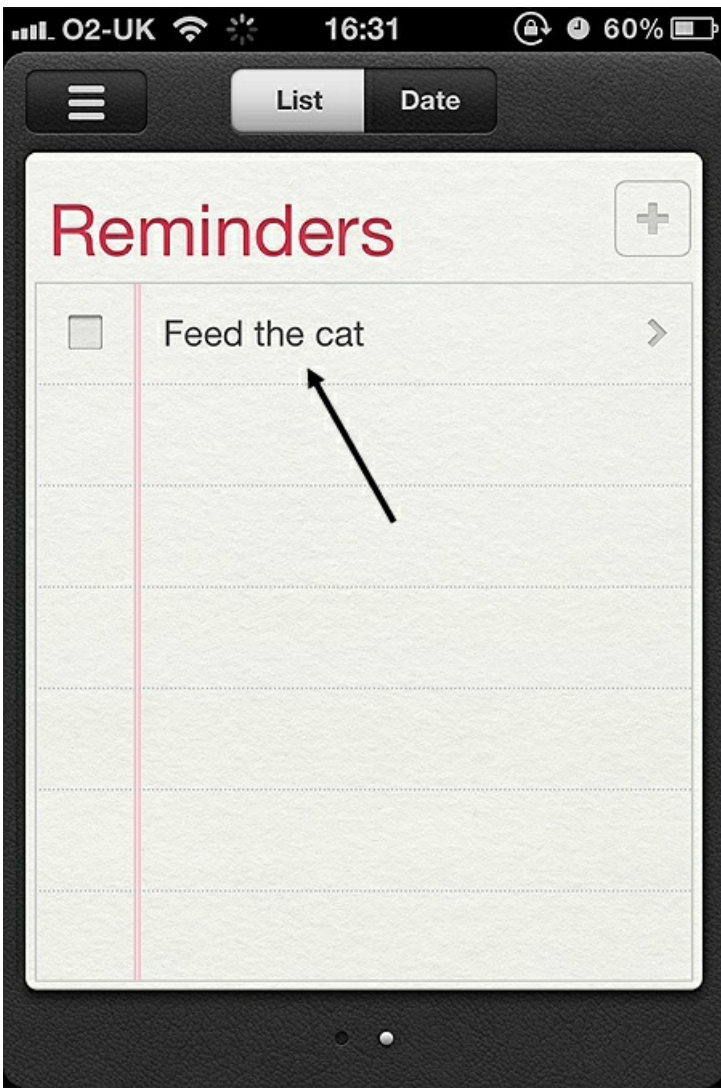 O2-UK 16:31 60%
List Date
Reminders
Feed the cat